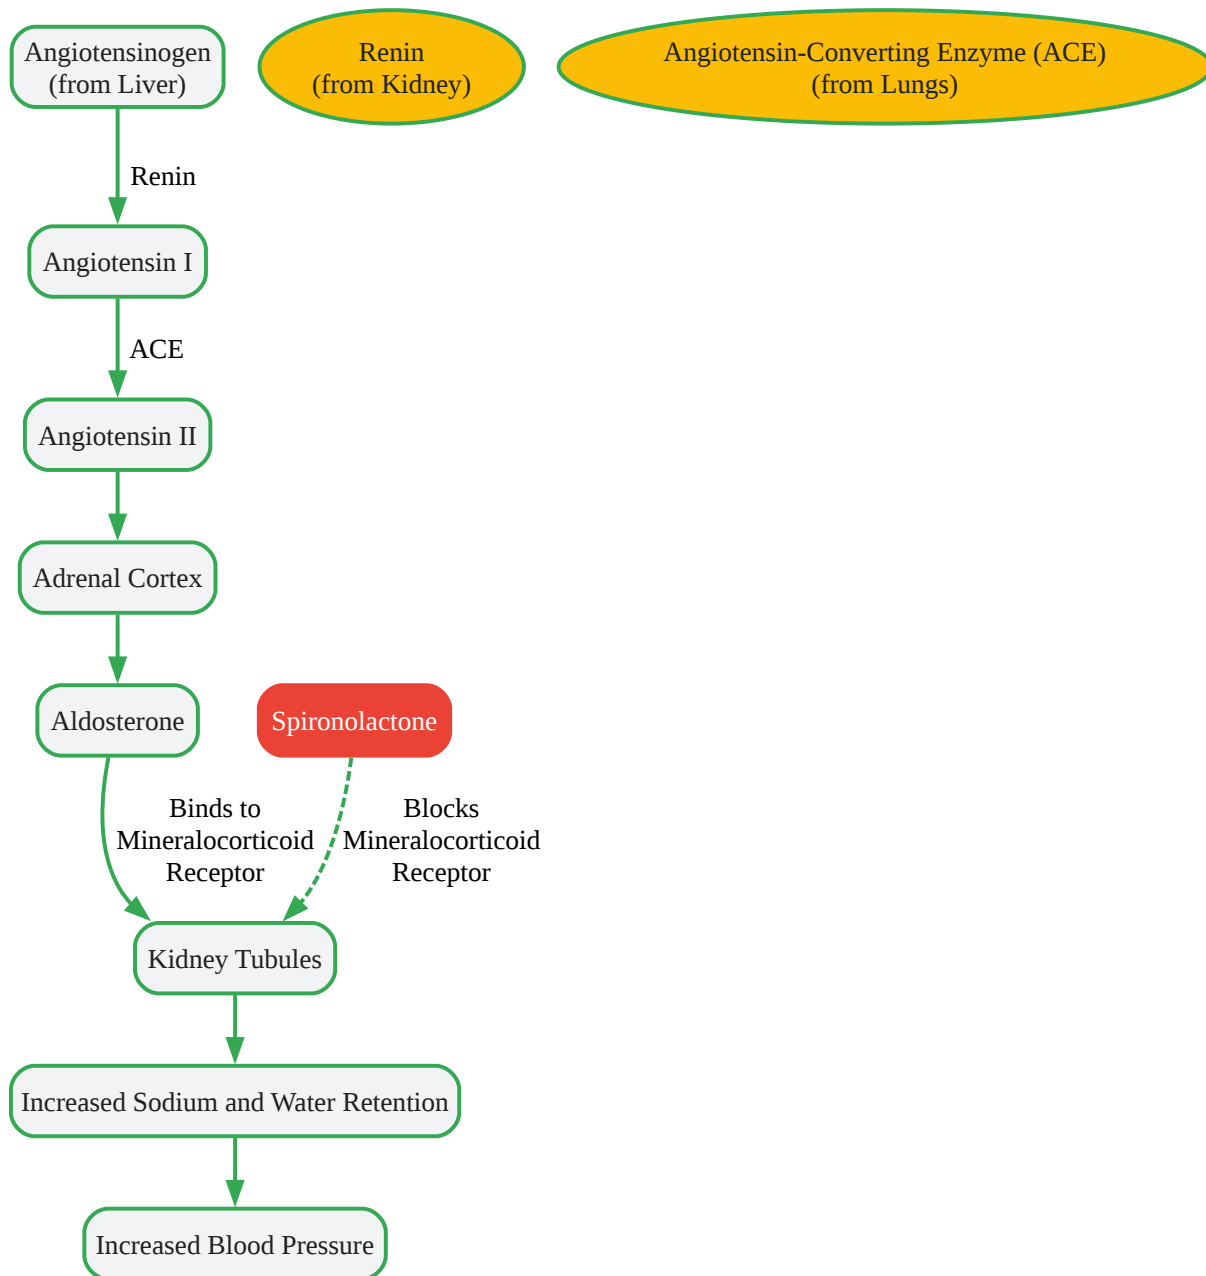 Angiotensinogen
(from Liver)
Renin
(from Kidney)
Angiotensin-Converting Enzyme (ACE)
(from Lungs)
Renin
Angiotensin I
ACE
Angiotensin II
Adrenal Cortex
Aldosterone
Spironolactone
Binds to
Mineralocorticoid
Receptor
Blocks
Mineralocorticoid
Receptor
Kidney Tubules
Increased Sodium and Water Retention
Increased Blood Pressure